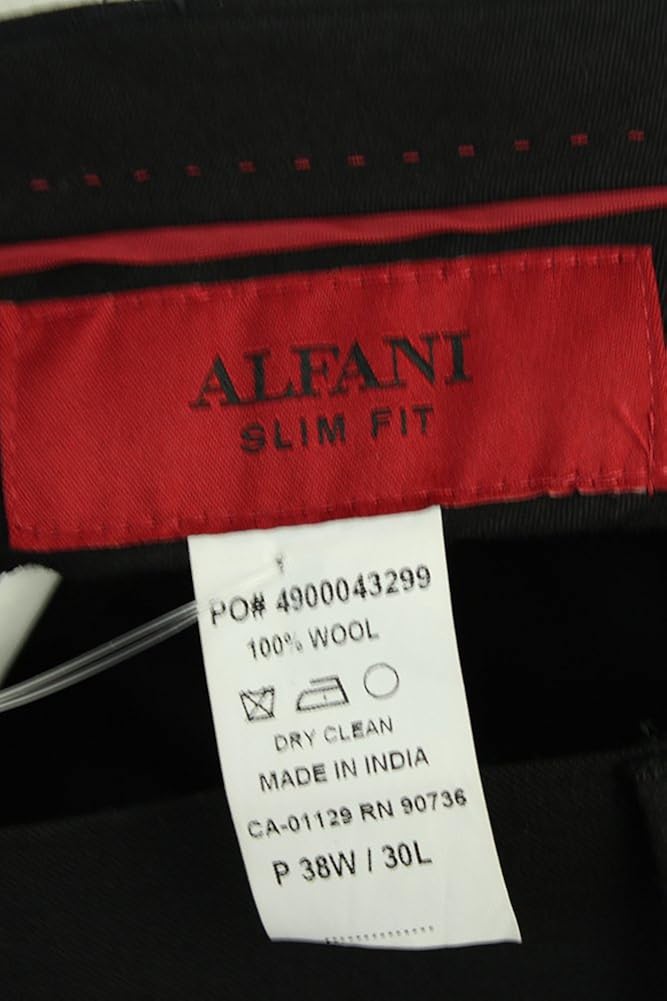 ALFANI
SLIM FIT
PO# 4900043299
100% WOOL
DRY CLEAN
MADE IN INDIA
CA-01129 RN 90736
P 38W / 30L